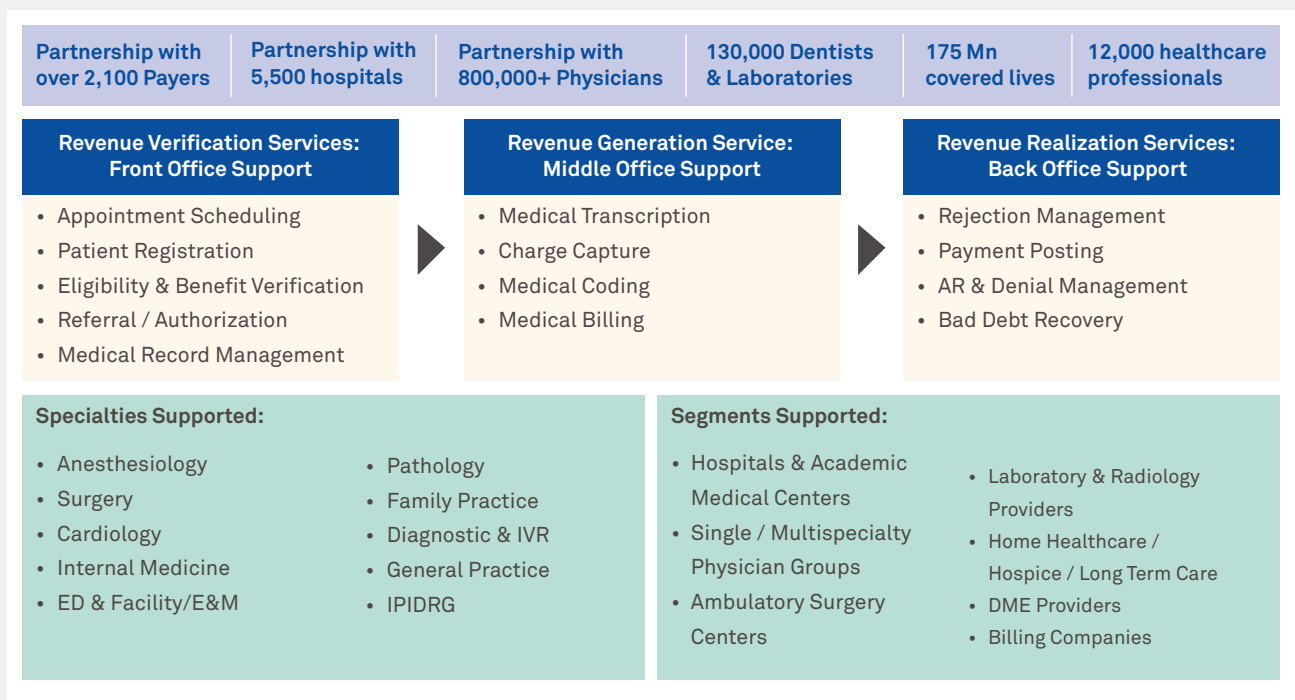 Partnership with
over 2,100 Payers
Partnership with
5,500 hospitals
Partnership with
800,000+ Physicians
130,000 Dentists
& Laboratories
175 Mn
covered lives
12,000 healthcare
professionals
Revenue Verification Services:
Front Office Support
• Appointment Scheduling
• Patient Registration
• Eligibility & Benefit Verification
• Referral / Authorization
• Medical Record Management
Revenue Generation Service:
Middle Office Support
• Medical Transcription
• Charge Capture
• Medical Coding
• Medical Billing
Revenue Realization Services:
Back Office Support
• Rejection Management
• Payment Posting
• AR & Denial Management
• Bad Debt Recovery
Specialties Supported:
• Anesthesiology
• Surgery
• Cardiology
• Internal Medicine
• ED & Facility/E&M
• Pathology
• Family Practice
• Diagnostic & IVR
• General Practice
• IPIDRG
Segments Supported:
• Hospitals & Academic
Medical Centers
• Single / Multispecialty
Physician Groups
• Ambulatory Surgery
Centers
• Laboratory & Radiology
Providers
• Home Healthcare /
Hospice / Long Term Care
• DME Providers
• Billing Companies